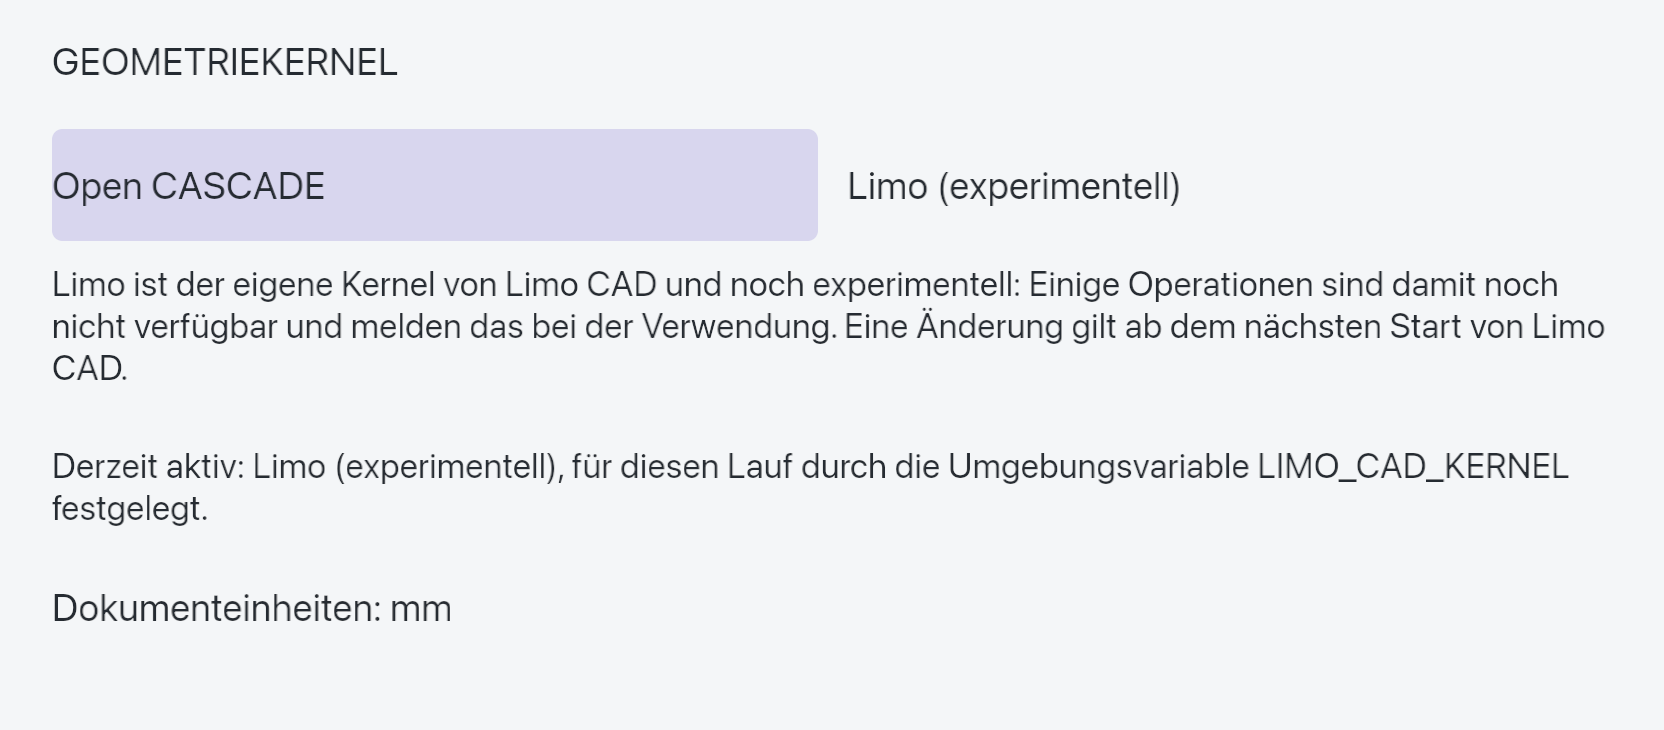 GEOMETRIEKERNEL
Open CASCADE
Limo (experimentell)
Limo ist der eigene Kernel von Limo CAD und noch experimentell: Einige Operationen sind damit noch
nicht verfügbar und melden das bei der Verwendung. Eine Änderung gilt ab dem nächsten Start von Limo
CAD.
Derzeit aktiv: Limo (experimentell), für diesen Lauf durch die Umgebungsvariable LIMO_CAD_KERNEL
festgelegt.
Dokumenteinheiten: mm